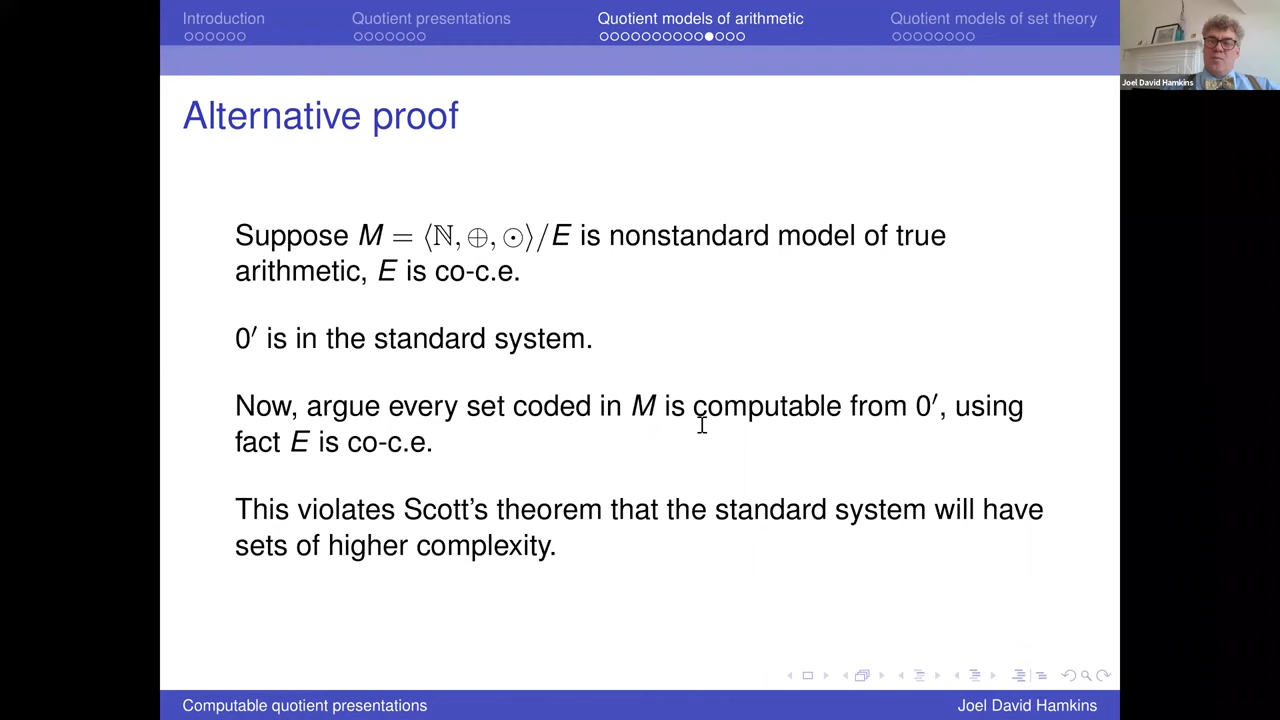 Introduction
Quotient presentations
Quotient models of arithmetic
Quotient models of set theory
Joel David Hamkins
Alternative proof
Suppose M = ⟨ℕ, ⊕, ⊙⟩/E is nonstandard model of true
arithmetic, E is co-c.e.
0′ is in the standard system.
Now, argue every set coded in M is computable from 0′, using
fact E is co-c.e.
This violates Scott’s theorem that the standard system will have
sets of higher complexity.
Computable quotient presentations
Joel David Hamkins